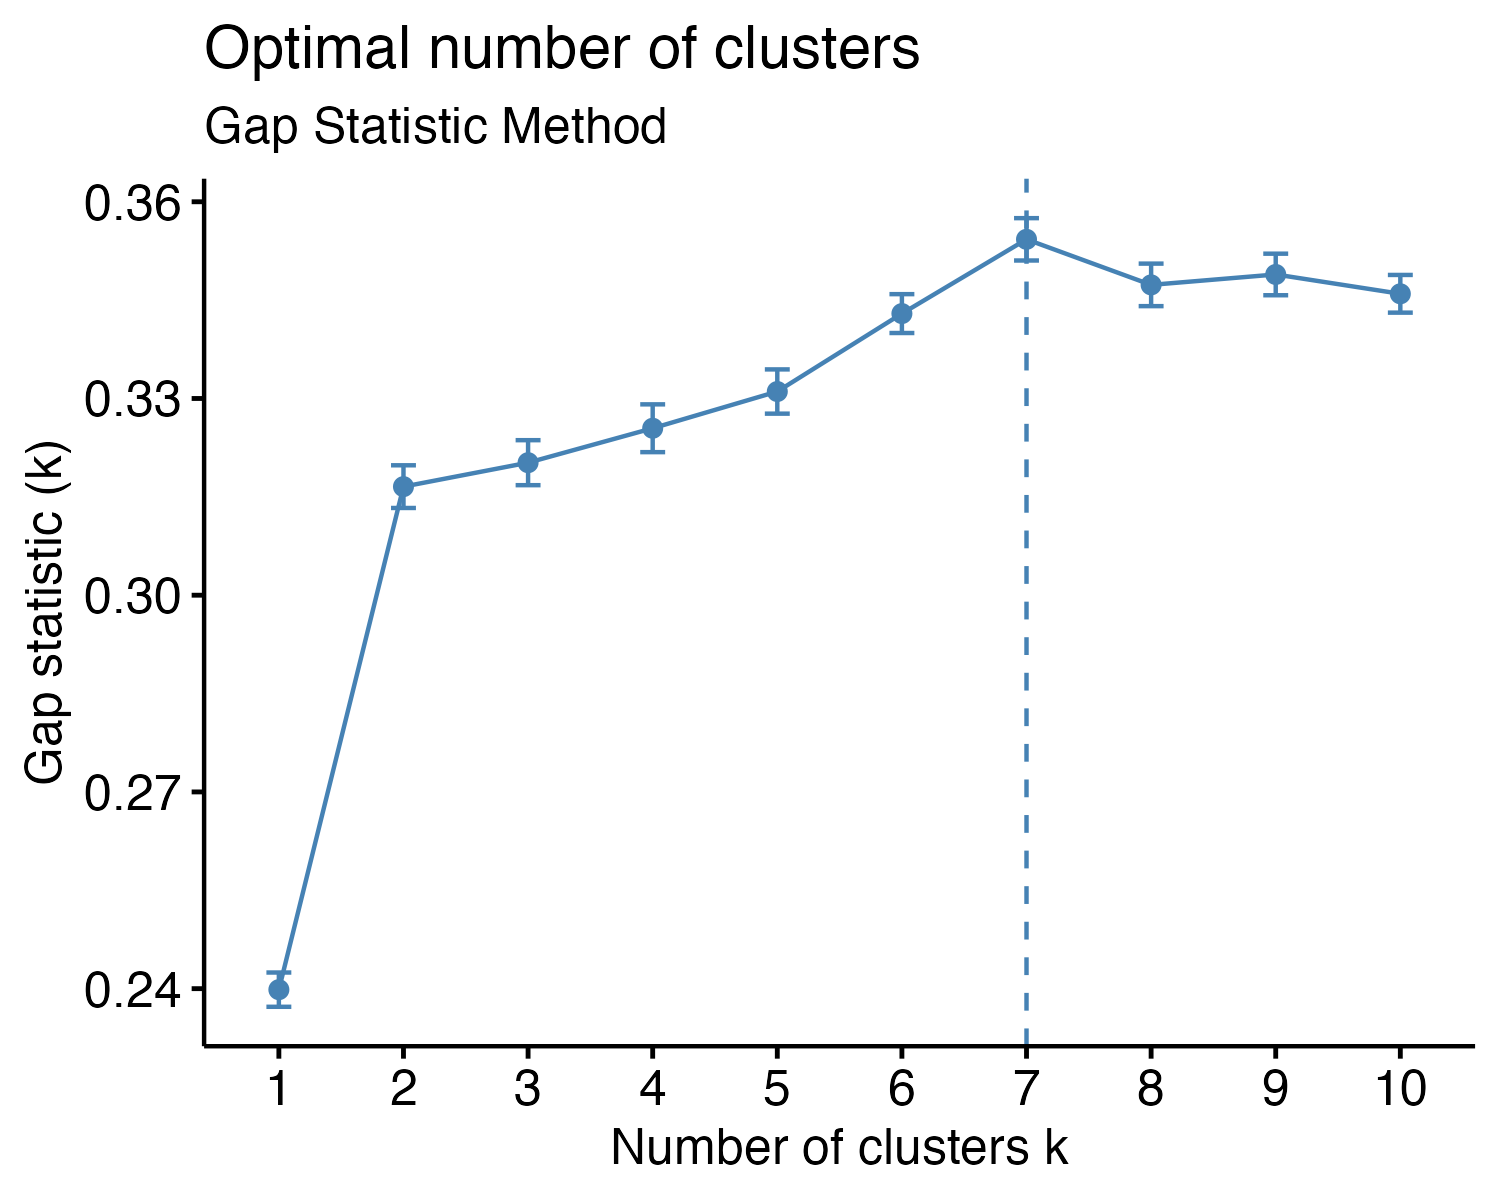 Optimal number of clusters
Gap Statistic Method
0.36
0.33
0.30
0.27
0.24
Gap statistic (k)
1 2 3 4 5 6 7 8 9 10
Number of clusters k